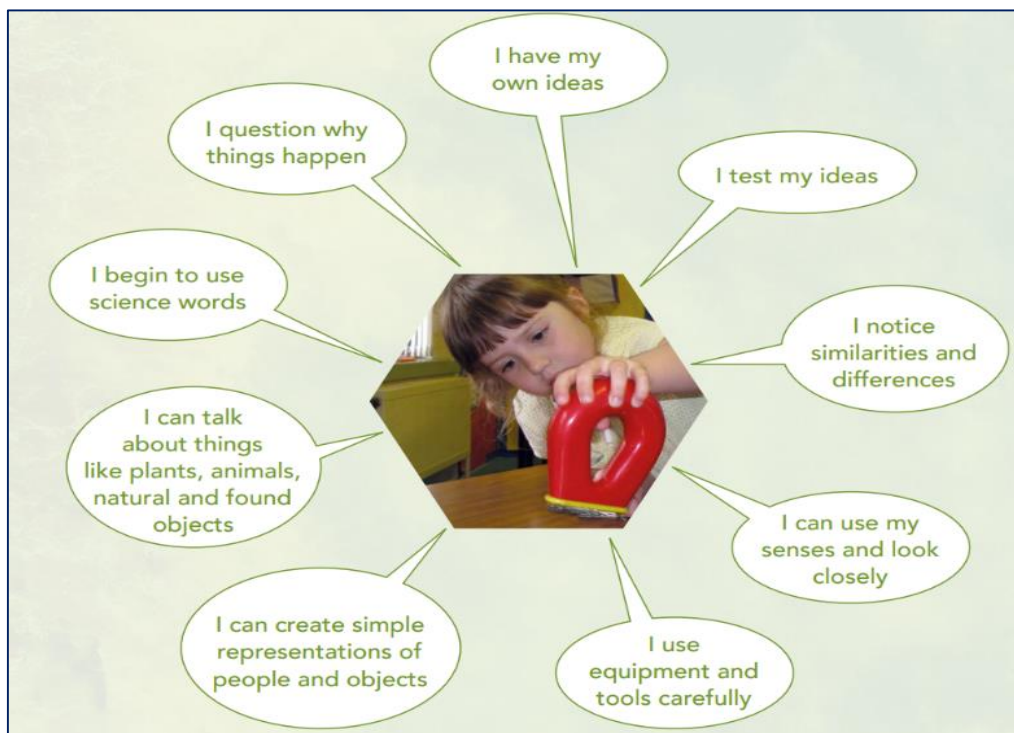 I have my
own ideas
I question why
things happen
I test my ideas
I begin to use
science words
I notice
similarities and
differences
I can talk
about things
like plants, animals,
natural and found
objects
I can use my
senses and look
closely
I can create simple
representations of
people and objects
I use
equipment and
tools carefully